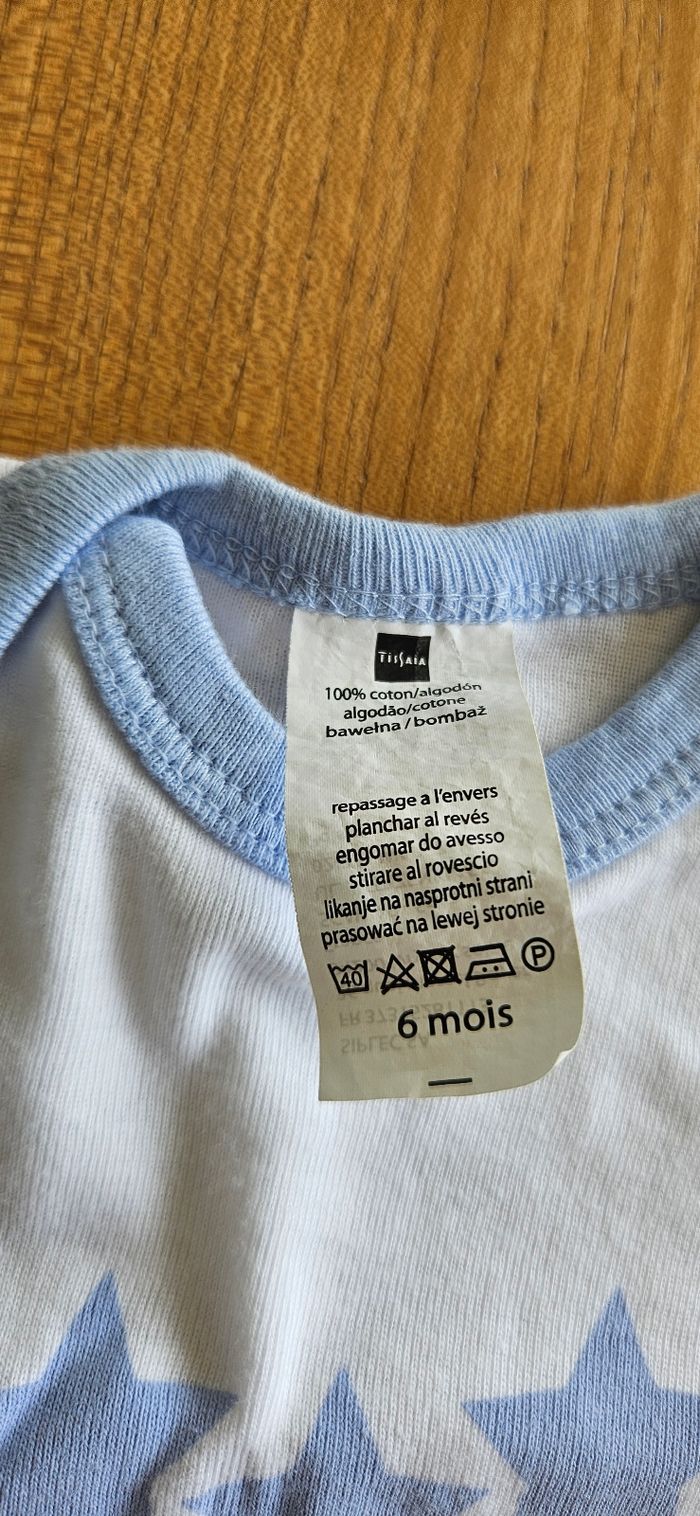 TISSAIA
100% coton/algodón
algodão/cotone
bawełna / bombaž
repassage a l'envers
planchar al revés
engomar do avesso
stirare al rovescio
likanje na nasprotni strani
prasować na lewej stronie
40 P
6 mois